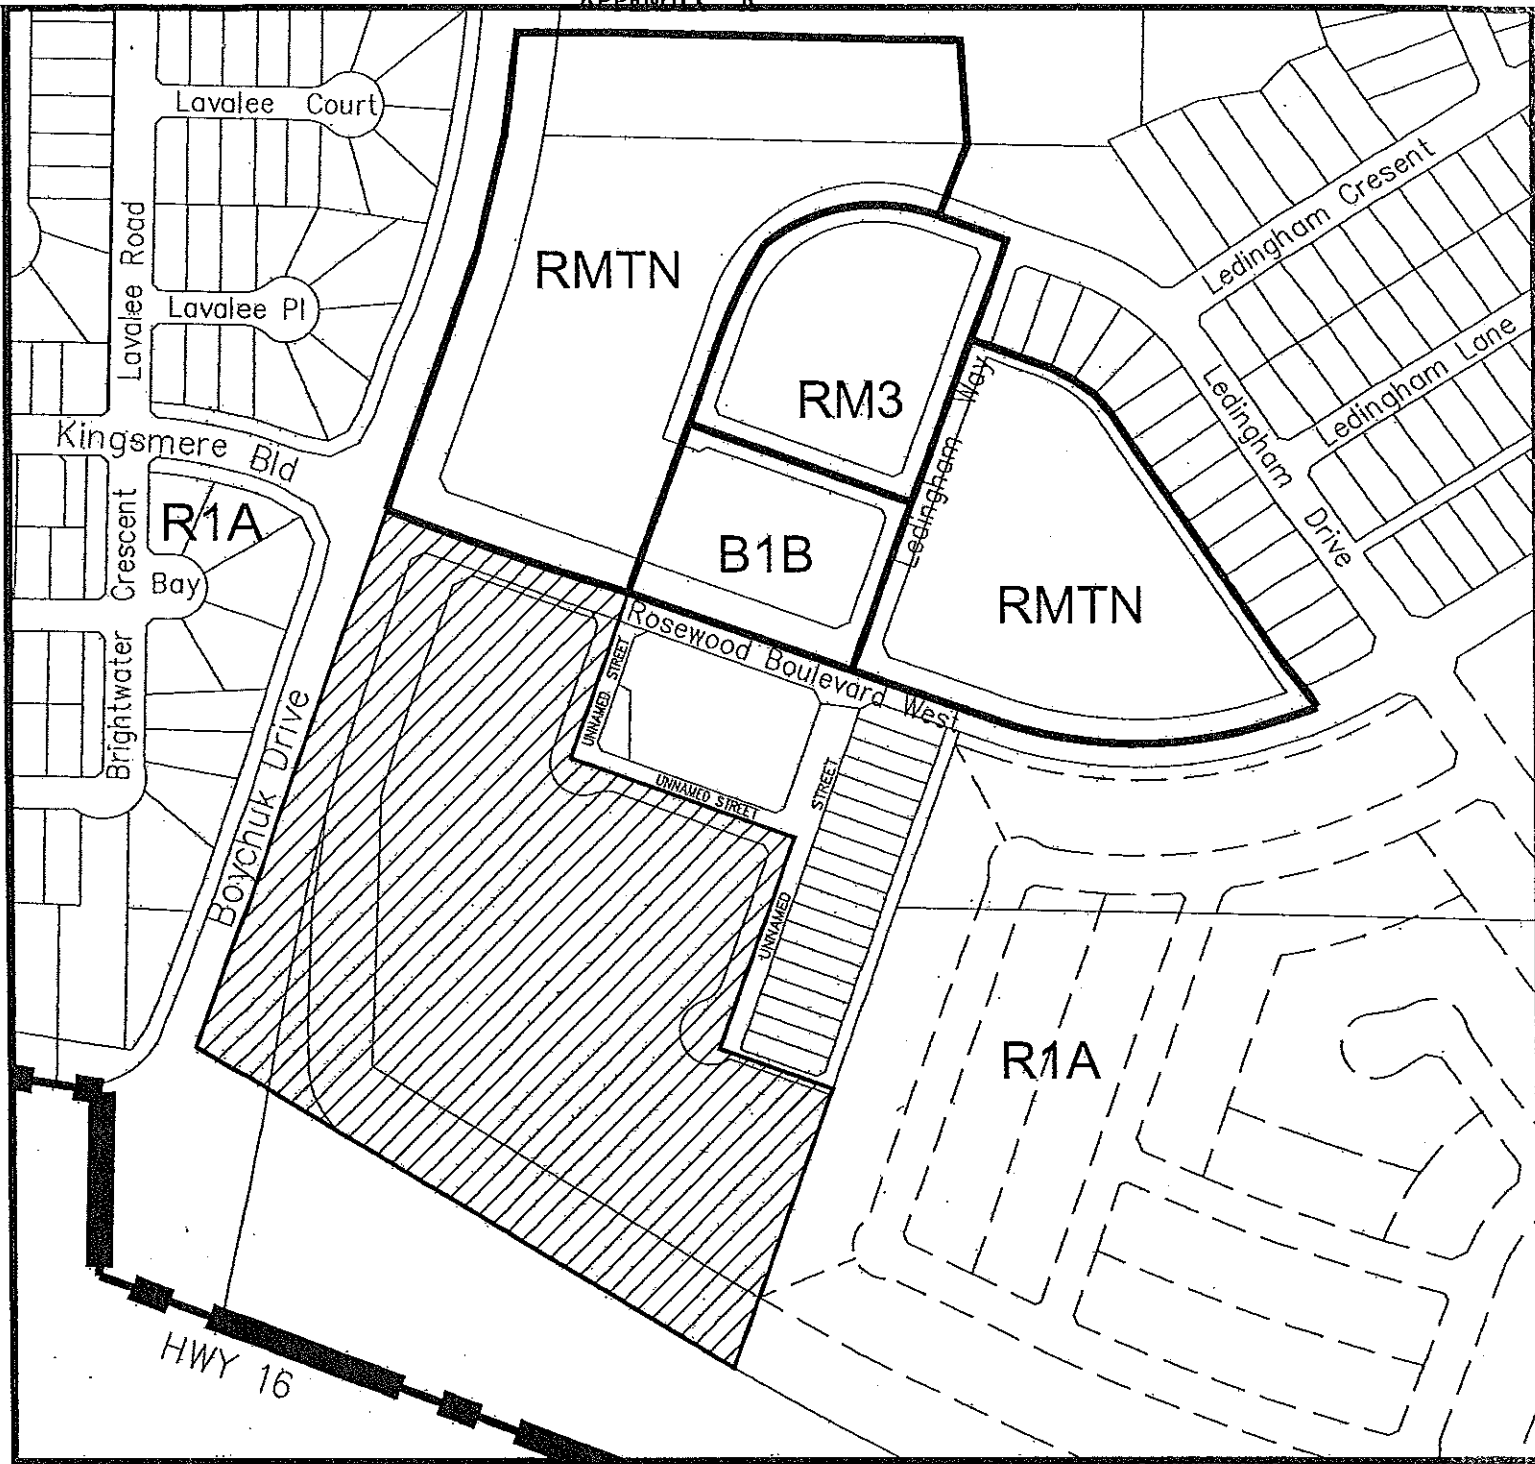 Lavalee Court
Lavalee Road
Lavalee Pl
Kingsmere Bld
R1A
Brightwater Crescent
Bay
Boychuk Drive
RMTN
RM3
B1B
Ledingham Way
RMTN
Ledingham Cresent
Ledingham Lane
Ledingham Drive
Rosewood Boulevard West
UNNAMED STREET
UNNAMED STREET
UNNAMED STREET
R1A
HWY 16